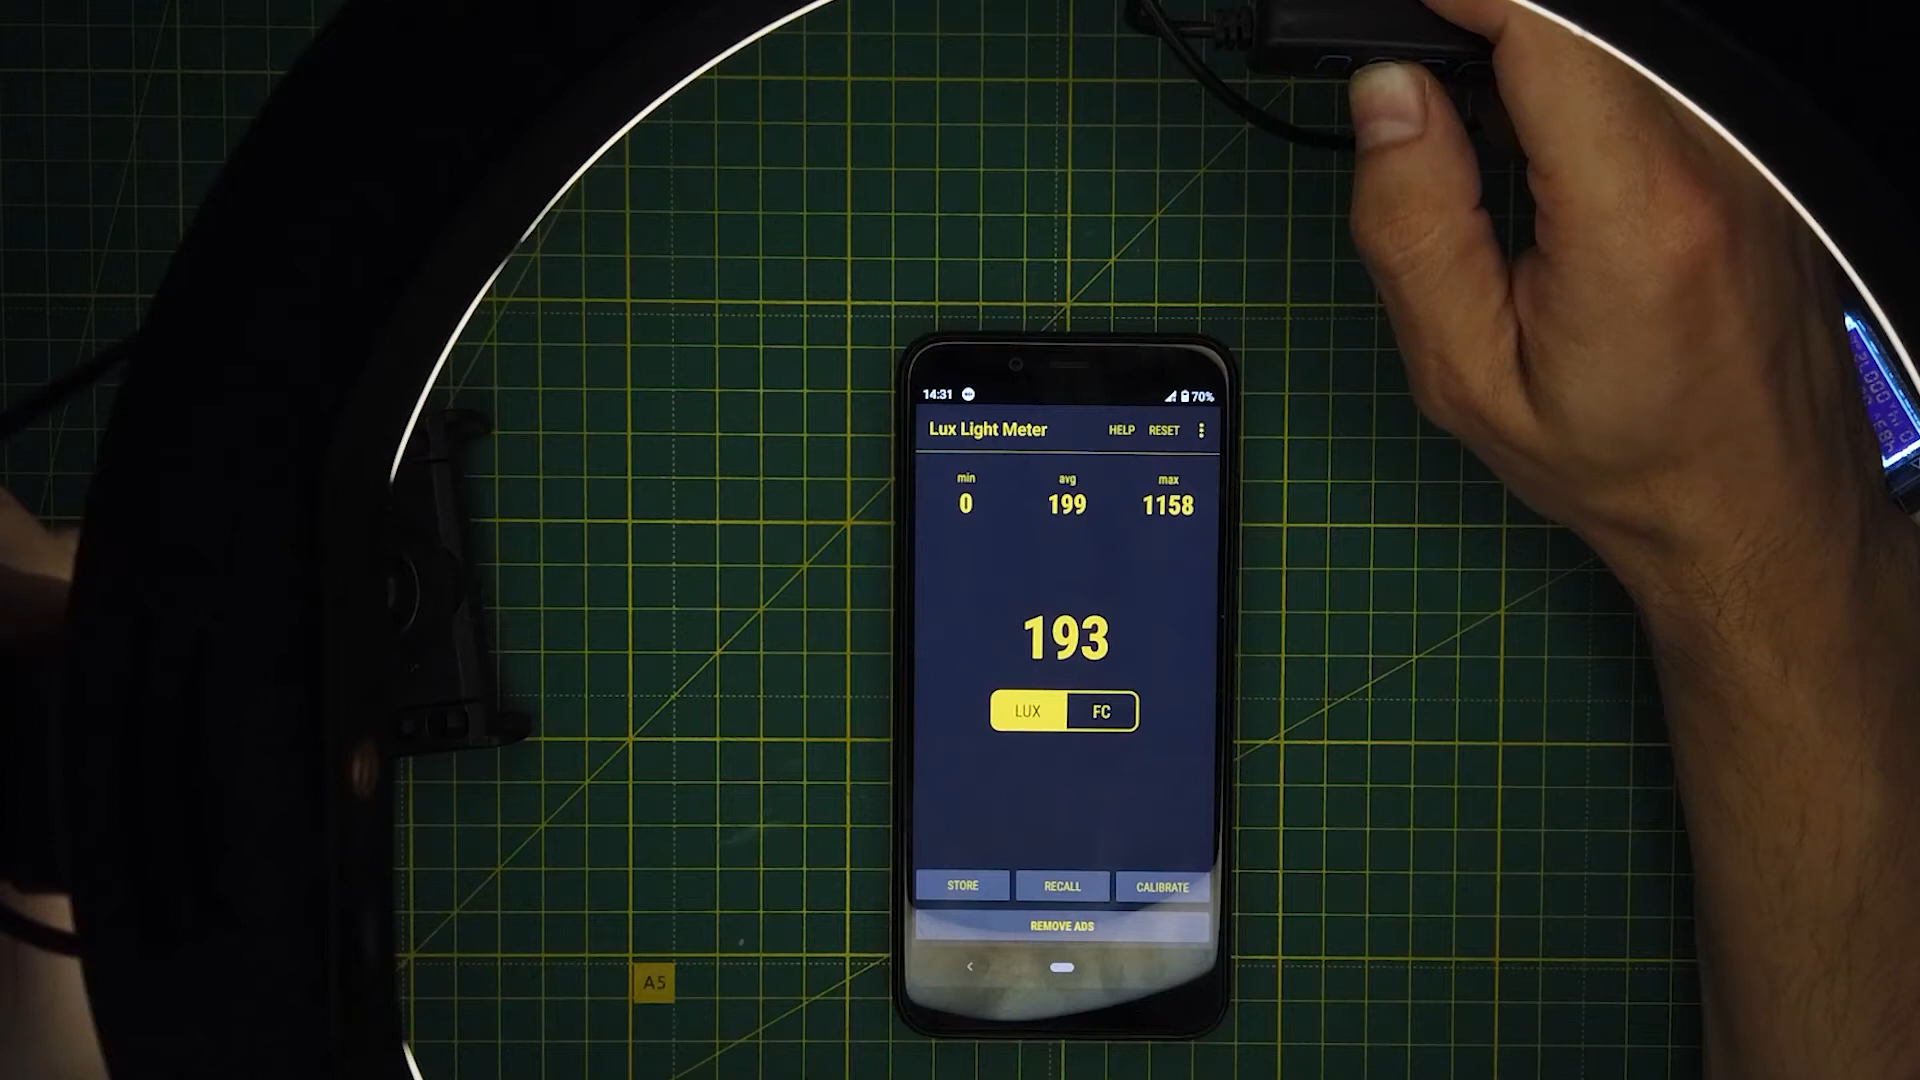 14:31 70%
Lux Light Meter HELP RESET
min avg max
0 199 1158
193
LUX FC
STORE RECALL CALIBRATE
REMOVE ADS
A5